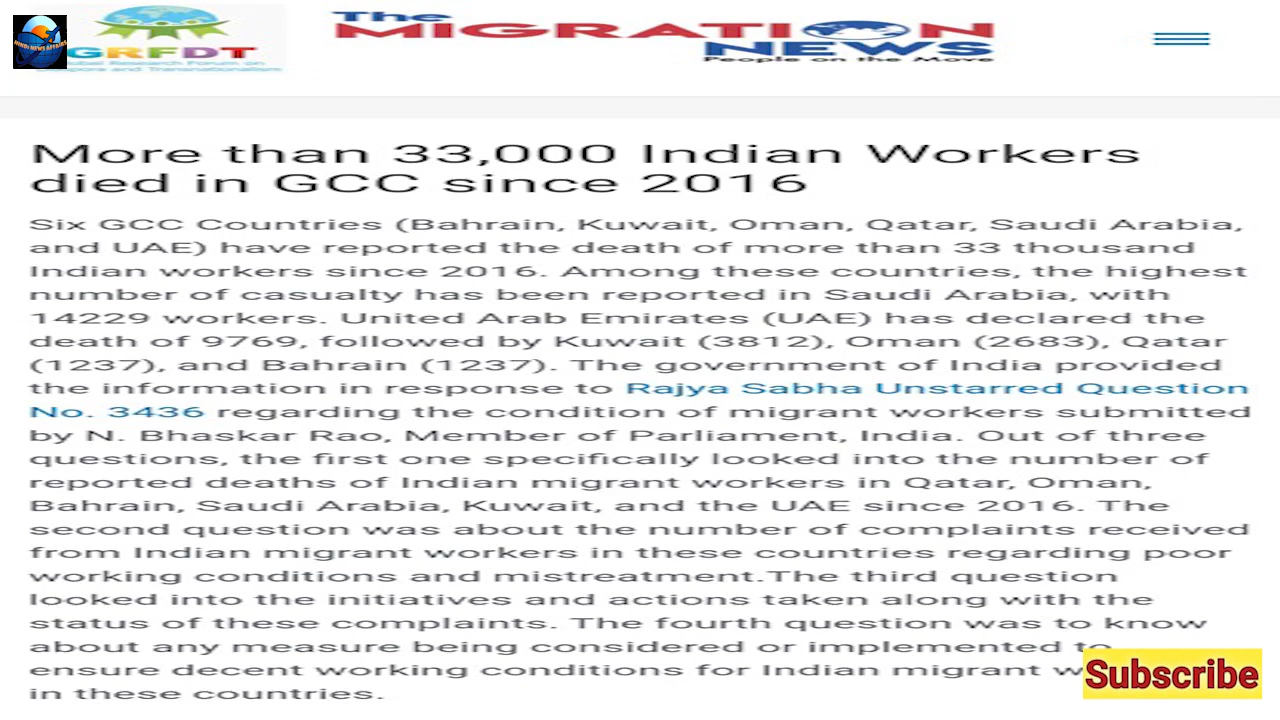 HINDI NEWS AFFAIRS
GRFDT
Global Research Forum on
Diaspora and Transnationalism
The
MIGRATION
NEWS
People on the Move
More than 33,000 Indian Workers
died in GCC since 2016
Six GCC Countries (Bahrain, Kuwait, Oman, Qatar, Saudi Arabia,
and UAE) have reported the death of more than 33 thousand
Indian workers since 2016. Among these countries, the highest
number of casualty has been reported in Saudi Arabia, with
14229 workers. United Arab Emirates (UAE) has declared the
death of 9769, followed by Kuwait (3812), Oman (2683), Qatar
(1237), and Bahrain (1237). The government of India provided
the information in response to Rajya Sabha Unstarred Question
No. 3436 regarding the condition of migrant workers submitted
by N. Bhaskar Rao, Member of Parliament, India. Out of three
questions, the first one specifically looked into the number of
reported deaths of Indian migrant workers in Qatar, Oman,
Bahrain, Saudi Arabia, Kuwait, and the UAE since 2016. The
second question was about the number of complaints received
from Indian migrant workers in these countries regarding poor
working conditions and mistreatment.The third question
looked into the initiatives and actions taken along with the
status of these complaints. The fourth question was to know
about any measure being considered or implemented to
ensure decent working conditions for Indian migrant w
in these countries.
Subscribe